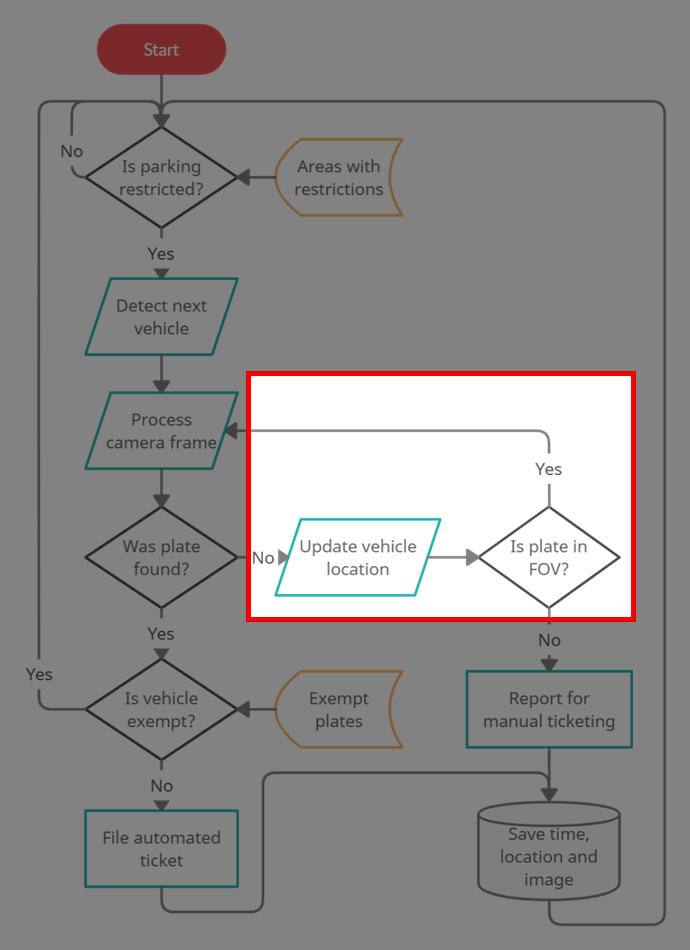 Start
No
Is parking
restricted?
Areas with
restrictions
Yes
Detect next
vehicle
Process
camera frame
Yes
Was plate
found?
No
Update vehicle
location
Is plate in
FOV?
Yes
No
Yes
Is vehicle
exempt?
Exempt
plates
Report for
manual ticketing
No
File automated
ticket
Save time,
location and
image